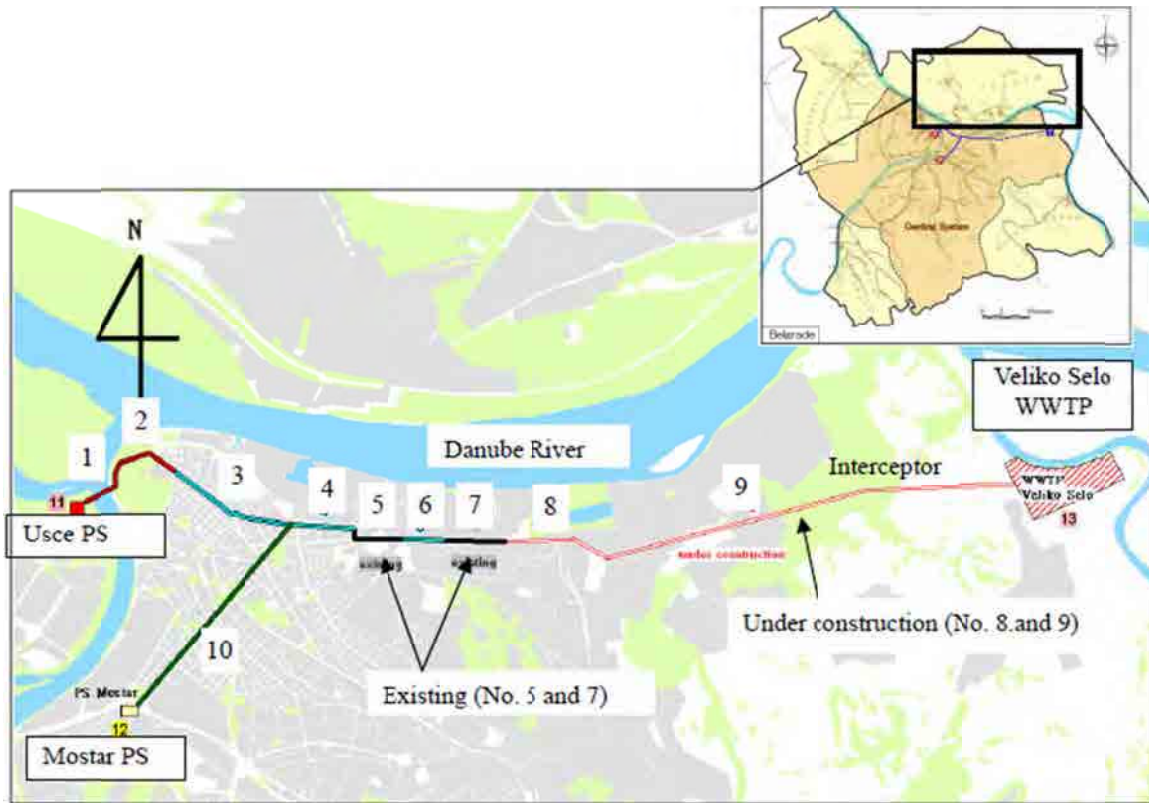 Central System
Belgrade
N
Veliko Selo
WWTP
2
Danube River
1
Interceptor
3
4
9
5
6
7
8
11
WWTP
Veliko Selo
13
Usce PS
existing
existing
under construction
Under construction (No. 8 and 9)
10
Existing (No. 5 and 7)
PS Mostar
12
Mostar PS